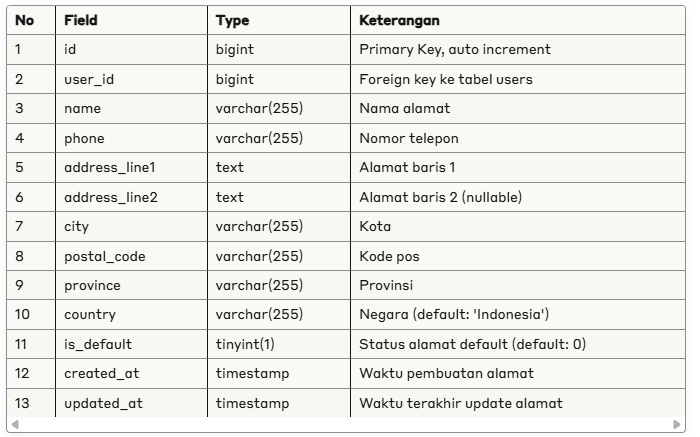 No Field Type Keterangan
1 id bigint Primary Key, auto increment
2 user_id bigint Foreign key ke tabel users
3 name varchar(255) Nama alamat
4 phone varchar(255) Nomor telepon
5 address_line1 text Alamat baris 1
6 address_line2 text Alamat baris 2 (nullable)
7 city varchar(255) Kota
8 postal_code varchar(255) Kode pos
9 province varchar(255) Provinsi
10 country varchar(255) Negara (default: 'Indonesia')
11 is_default tinyint(1) Status alamat default (default: 0)
12 created_at timestamp Waktu pembuatan alamat
13 updated_at timestamp Waktu terakhir update alamat